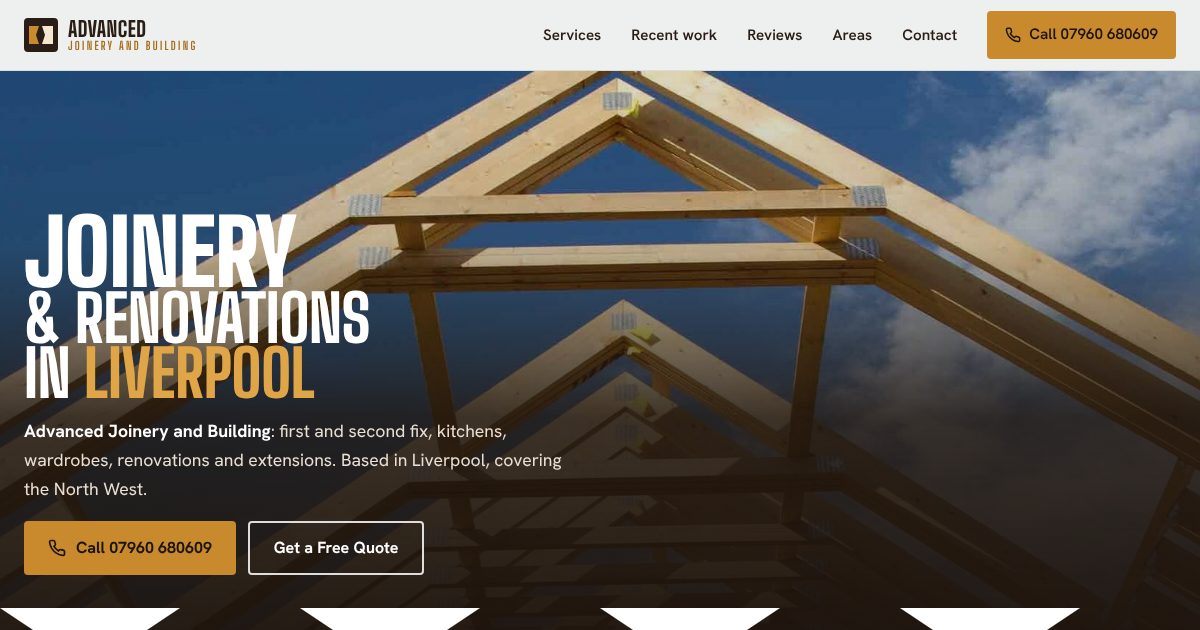 ADVANCED
JOINERY AND BUILDING
Services
Recent work
Reviews
Areas
Contact
Call 07960 680609
JOINERY
& RENOVATIONS
IN LIVERPOOL
Advanced Joinery and Building: first and second fix, kitchens,
wardrobes, renovations and extensions. Based in Liverpool, covering
the North West.
Call 07960 680609
Get a Free Quote